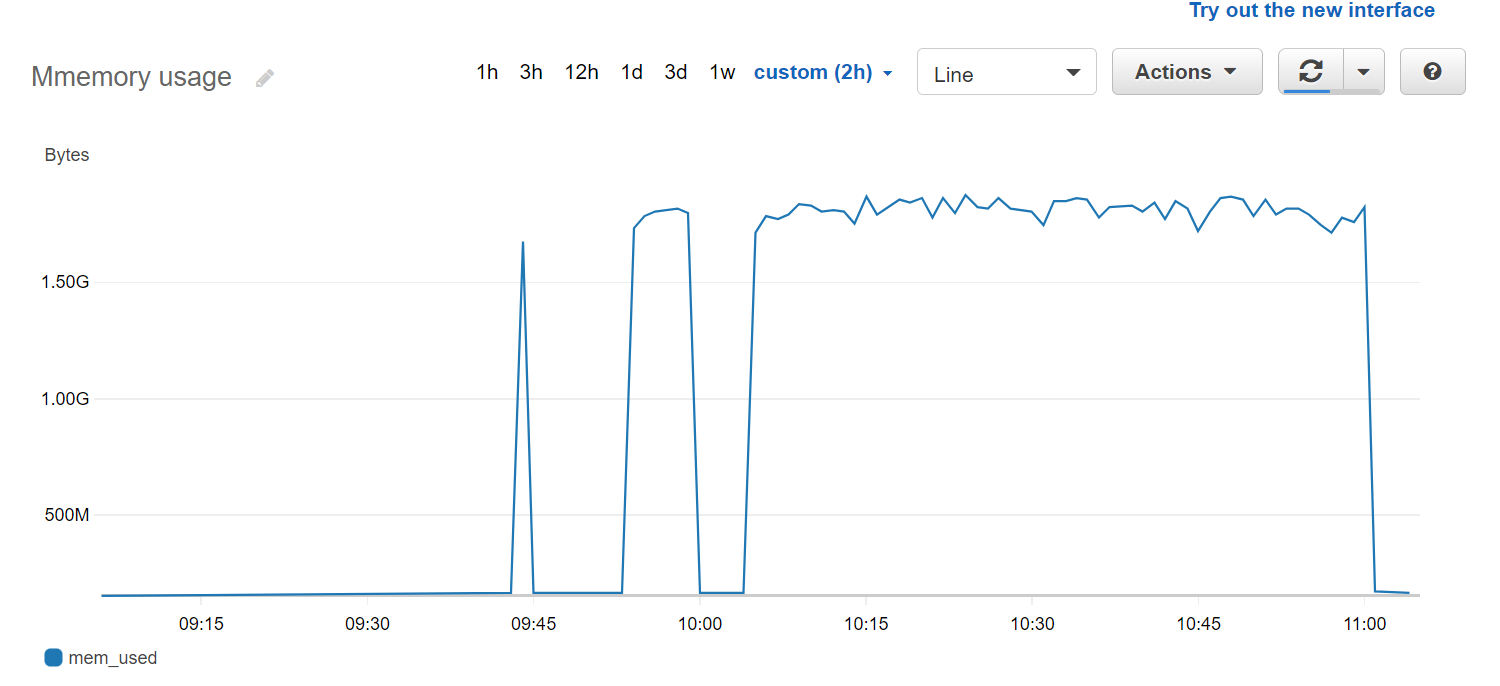 Try out the new interface
Mmemory usage
1h 3h 12h 1d 3d 1w custom (2h) Line Actions ?
Bytes
1.50G
1.00G
500M
09:15 09:30 09:45 10:00 10:15 10:30 10:45 11:00
mem_used